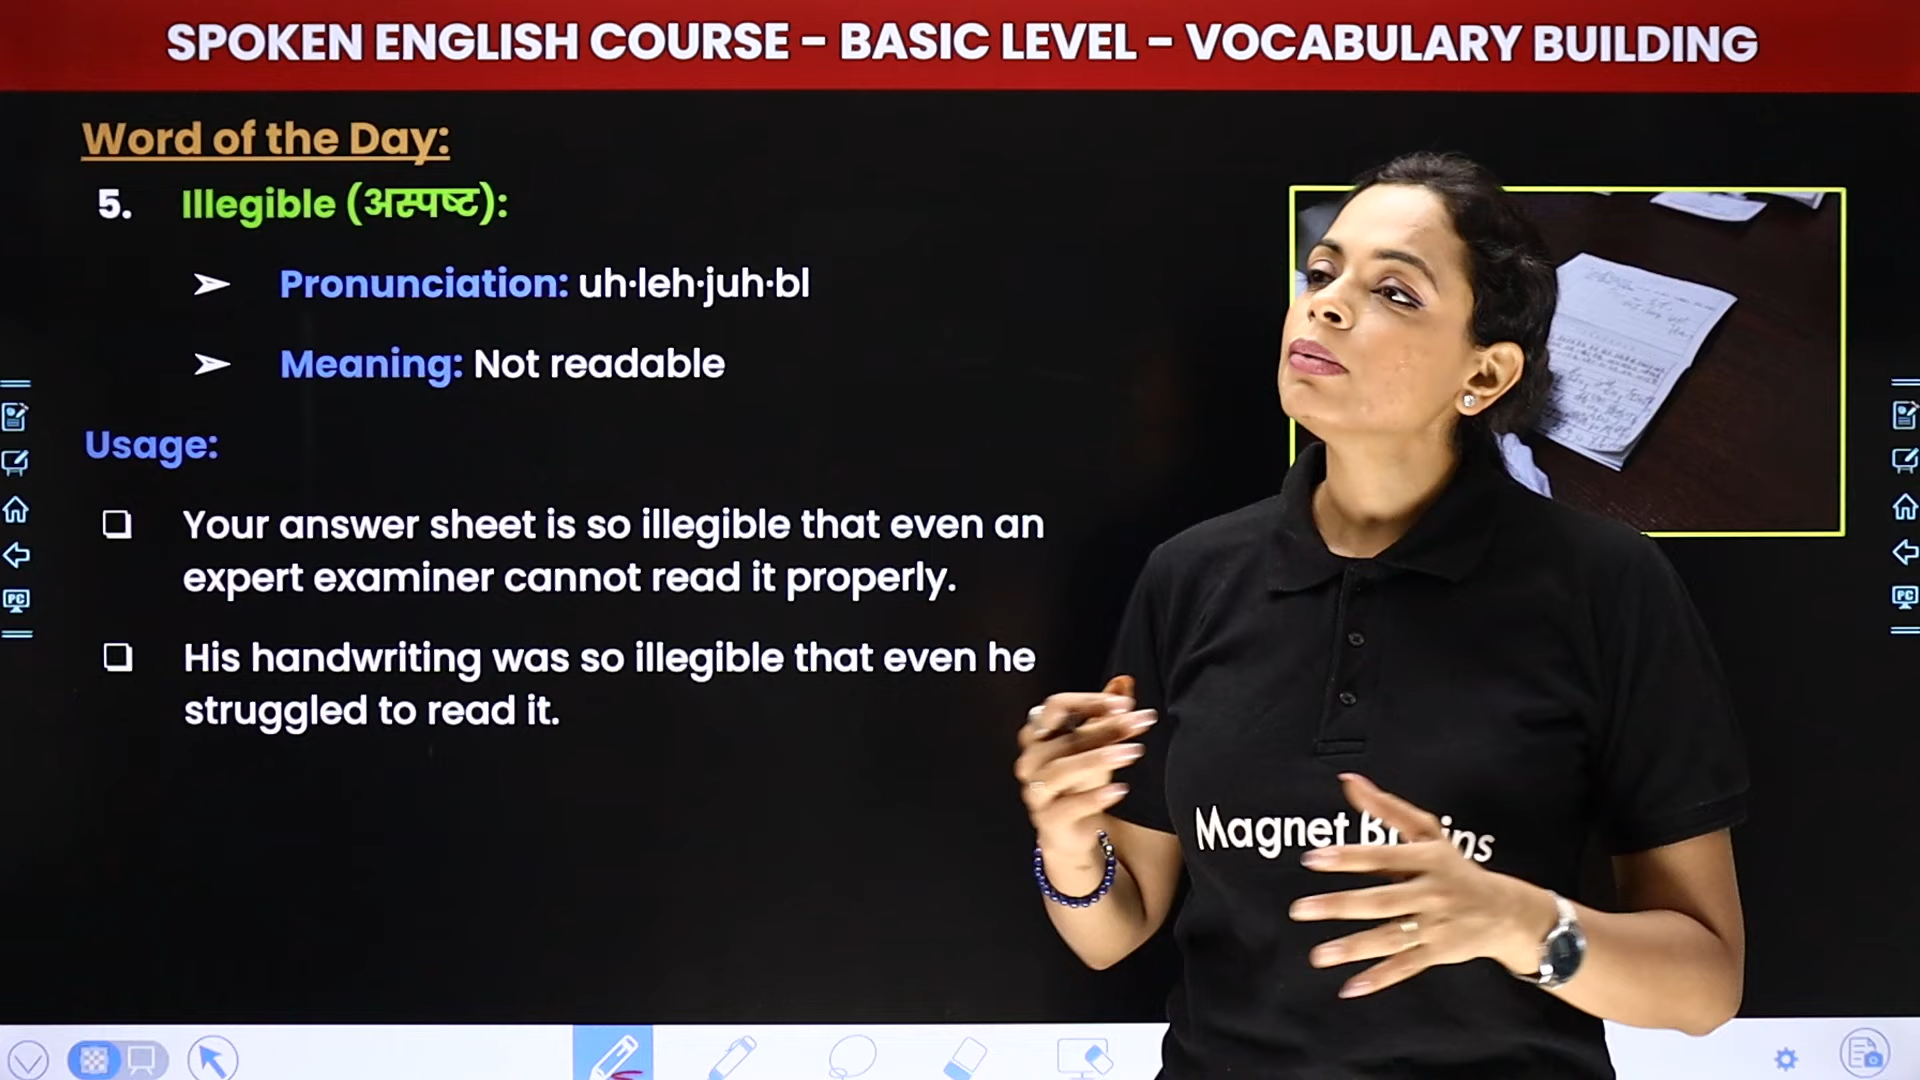 SPOKEN ENGLISH COURSE - BASIC LEVEL - VOCABULARY BUILDING
Word of the Day:
5. Illegible (अस्पष्ट):
➢ Pronunciation: uh·leh·juh·bl
➢ Meaning: Not readable
Usage:
❑ Your answer sheet is so illegible that even an
expert examiner cannot read it properly.
❑ His handwriting was so illegible that even he
struggled to read it.
Magnet
PC
PC